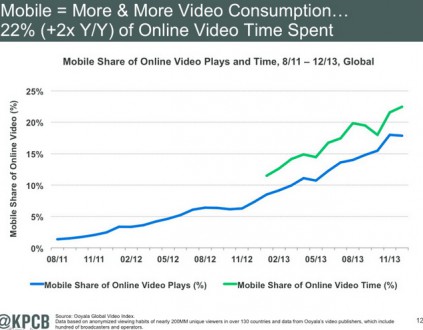 Mobile = More & More Video Consumption…
22% (+2x Y/Y) of Online Video Time Spent
Mobile Share of Online Video Plays and Time, 8/11 – 12/13, Global
Mobile Share of Online Video (%)
25%
20%
15%
10%
5%
0%
08/11 11/11 02/12 05/12 08/12 11/12 02/13 05/13 08/13 11/13
Mobile Share of Online Video Plays (%) Mobile Share of Online Video Time (%)
@KPCB
Source: Ooyala Global Video Index.
Data based on anonymized viewing habits of nearly 200MM unique viewers in over 130 countries and data from Ooyala's video publishers, which include
hundred of broadcasters and operators.
12